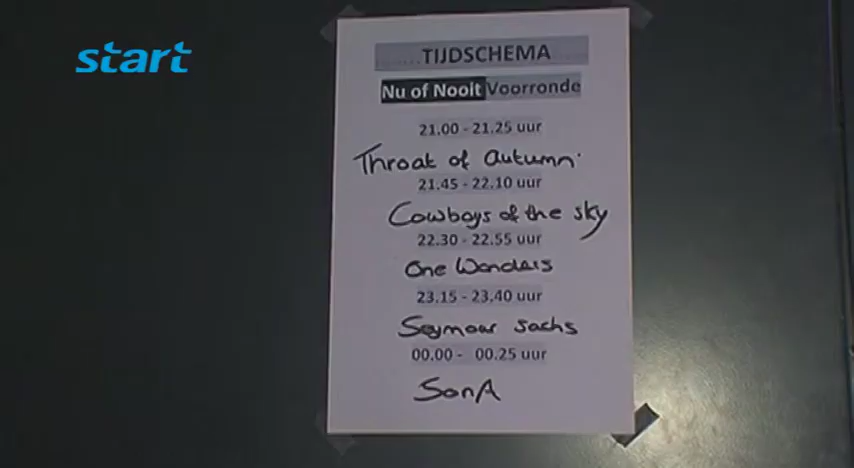 start
TIJDSCHEMA
Nu of Nooit Voorronde
21.00 - 21.25 uur
Throat of autumn
21.45 - 22.10 uur
Cowboys of the sky
22.30 - 22.55 uur
One Wonders
23.15 - 23.40 uur
Seymour sachs
00.00 - 00.25 uur
SonA